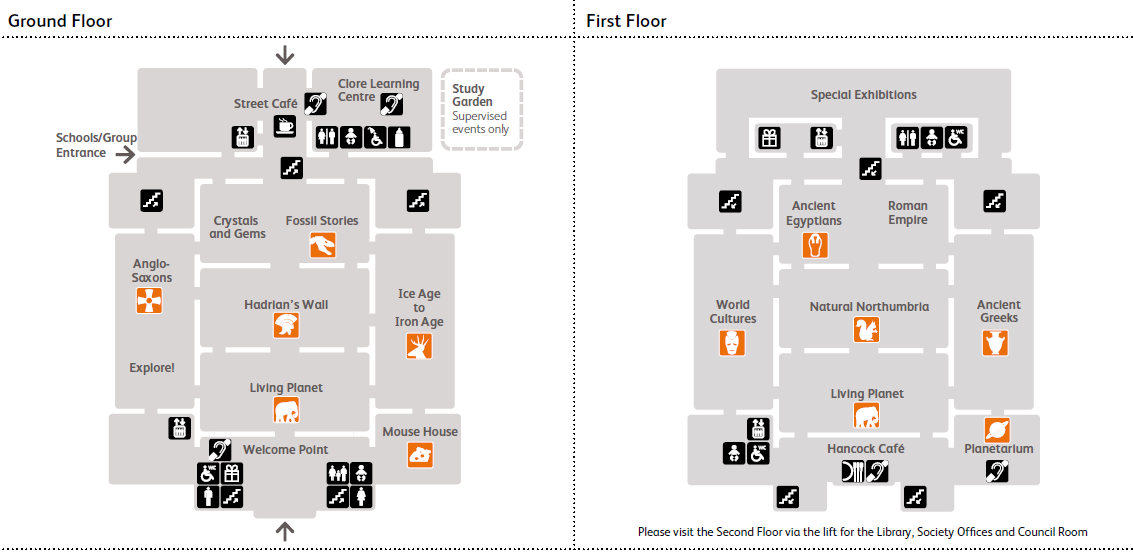 Ground Floor
Street Café
Clore Learning
Centre
Study
Garden
Supervised
events only
Schools/Group
Entrance
Crystals
and Gems
Fossil Stories
Anglo-
Saxons
Hadrian's Wall
Ice Age
to
Iron Age
Explore!
Living Planet
Mouse House
Welcome Point
WC
First Floor
Special Exhibitions
WC
Ancient
Egyptians
Roman
Empire
World
Cultures
Natural Northumbria
Ancient
Greeks
Living Planet
Hancock Café
Planetarium
WC
Please visit the Second Floor via the lift for the Library, Society Offices and Council Room